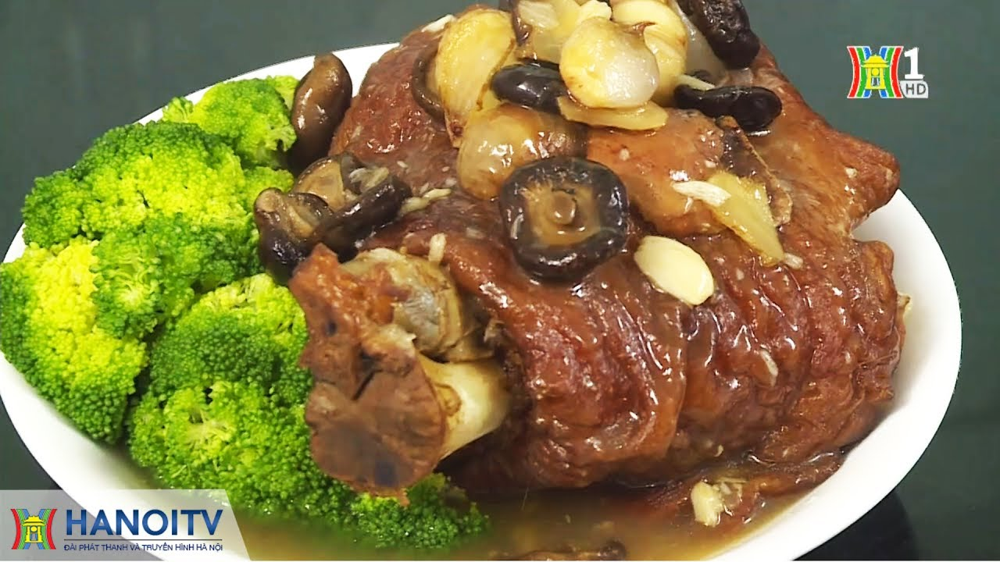 H1
HD
HANOITV
ĐÀI PHÁT THANH VÀ TRUYỀN HÌNH HÀ NỘI